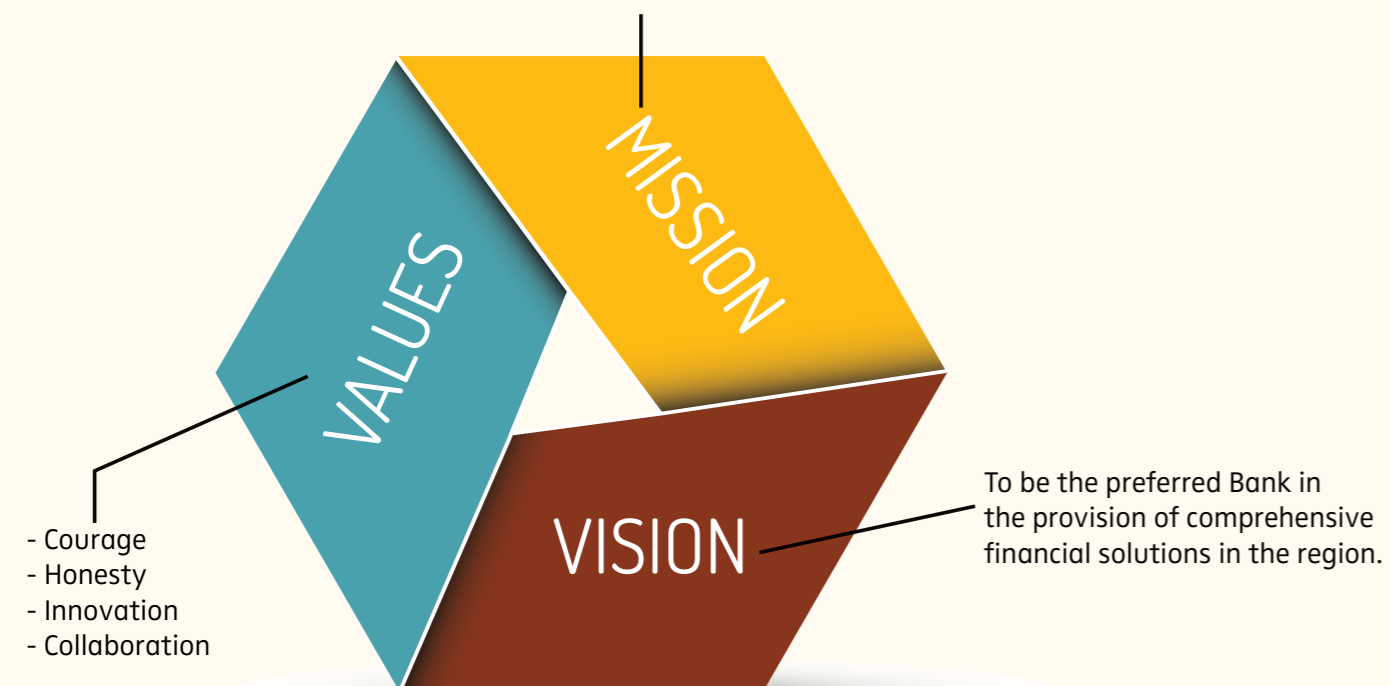 MISSION
VALUES
VISION
To be the preferred Bank in
the provision of comprehensive
financial solutions in the region.
- Courage
- Honesty
- Innovation
- Collaboration